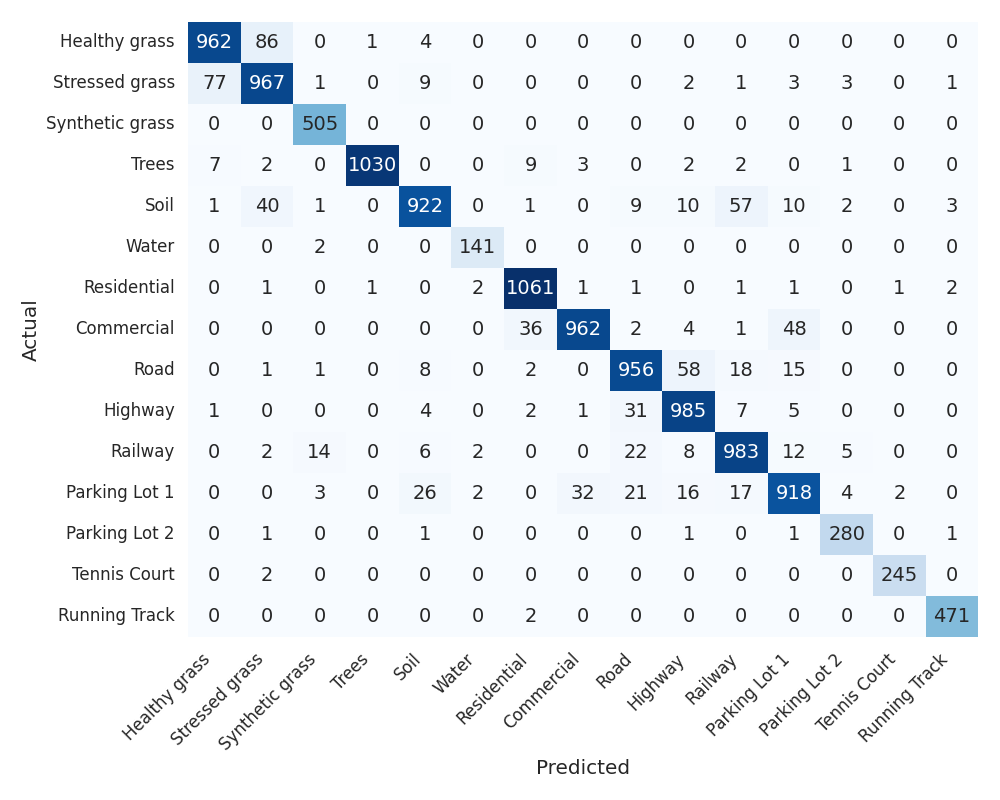 Healthy grass 962 86 0 1 4 0 0 0 0 0 0 0 0 0 0
Stressed grass 77 967 1 0 9 0 0 0 0 2 1 3 3 0 1
Synthetic grass 0 0 505 0 0 0 0 0 0 0 0 0 0 0 0
Trees 7 2 0 1030 0 0 9 3 0 2 2 0 1 0 0
Soil 1 40 1 0 922 0 1 0 9 10 57 10 2 0 3
Water 0 0 2 0 0 141 0 0 0 0 0 0 0 0 0
Residential 0 1 0 1 0 2 1061 1 1 0 1 1 0 1 2
Commercial 0 0 0 0 0 0 36 962 2 4 1 48 0 0 0
Road 0 1 1 0 8 0 2 0 956 58 18 15 0 0 0
Highway 1 0 0 0 4 0 2 1 31 985 7 5 0 0 0
Railway 0 2 14 0 6 2 0 0 22 8 983 12 5 0 0
Parking Lot 1 0 0 3 0 26 2 0 32 21 16 17 918 4 2 0
Parking Lot 2 0 1 0 0 1 0 0 0 0 1 0 1 280 0 1
Tennis Court 0 2 0 0 0 0 0 0 0 0 0 0 0 245 0
Running Track 0 0 0 0 0 0 2 0 0 0 0 0 0 0 471
Actual
Healthy grass
Stressed grass
Synthetic grass
Trees
Soil
Water
Residential
Commercial
Road
Highway
Railway
Parking Lot 1
Parking Lot 2
Tennis Court
Running Track
Predicted